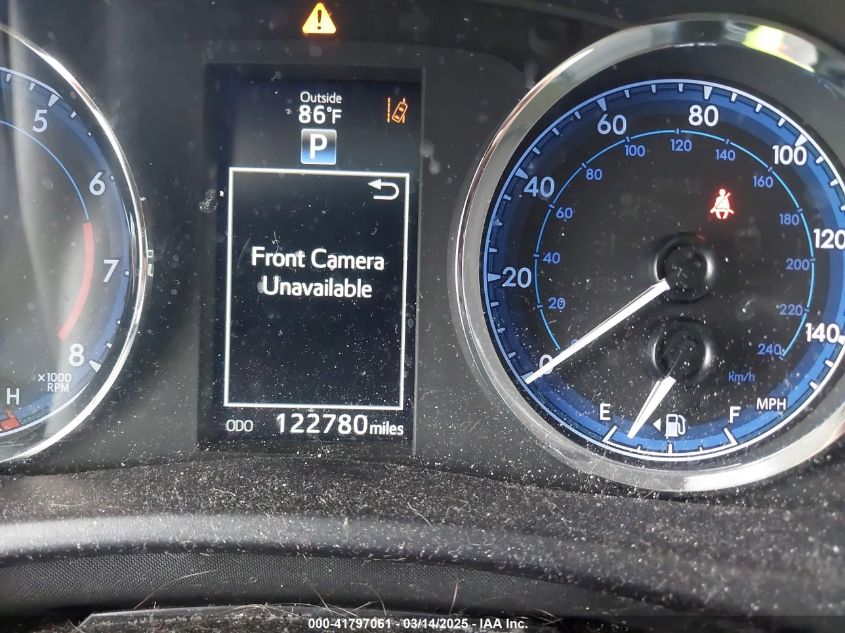 Outside
86°F
P
Front Camera
Unavailable
ODO 122780 miles
5
6
7
8
x1000
RPM
H
0
20
40
60
80
100
120
140
MPH
20
40
60
80
100
120
140
160
180
200
220
240
km/h
E
F
000-41797061 - 03/14/2025 - IAA Inc.